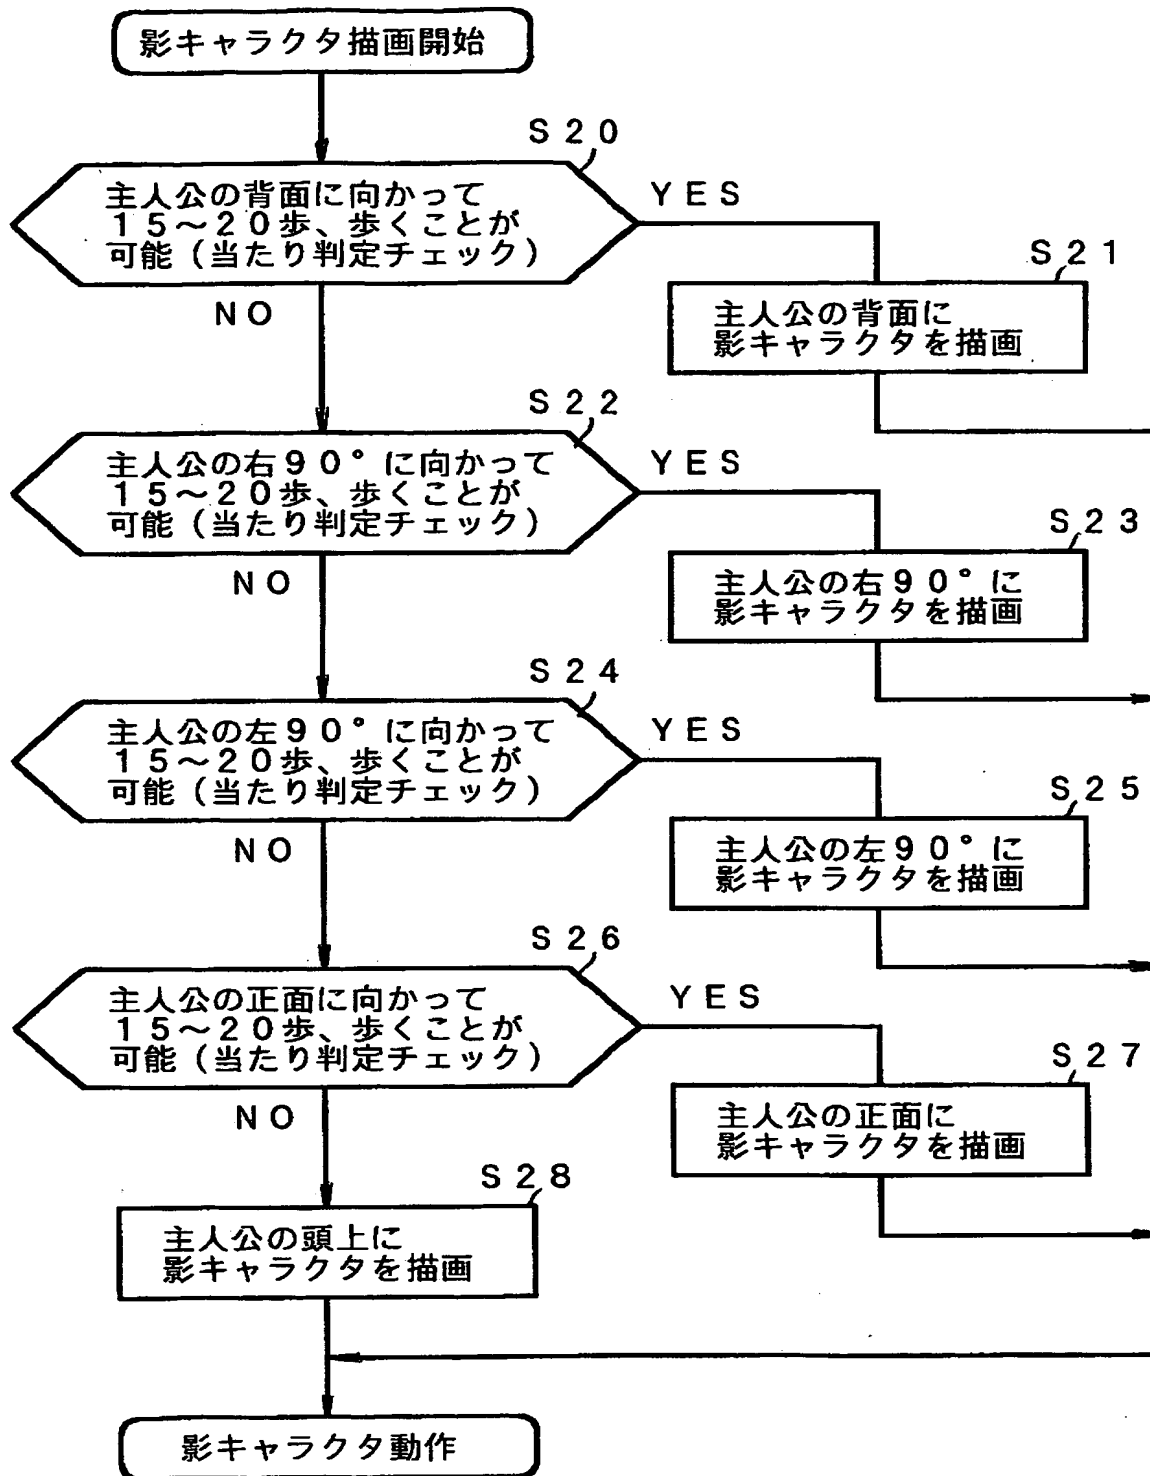 影キャラクタ描画開始
S20
主人公の背面に向かって
15～20歩、歩くことが
可能（当たり判定チェック）
YES
NO
S21
主人公の背面に
影キャラクタを描画
S22
主人公の右90°に向かって
15～20歩、歩くことが
可能（当たり判定チェック）
YES
NO
S23
主人公の右90°に
影キャラクタを描画
S24
主人公の左90°に向かって
15～20歩、歩くことが
可能（当たり判定チェック）
YES
NO
S25
主人公の左90°に
影キャラクタを描画
S26
主人公の正面に向かって
15～20歩、歩くことが
可能（当たり判定チェック）
YES
NO
S27
主人公の正面に
影キャラクタを描画
S28
主人公の頭上に
影キャラクタを描画
影キャラクタ動作